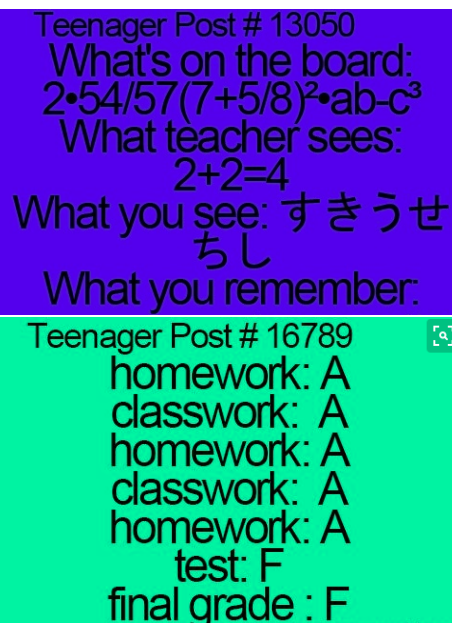 Teenager Post # 13050
What's on the board:
2•54/57(7+5/8)²•ab-c³
What teacher sees:
2+2=4
What you see: すきうせ
ちし
What you remember:
Teenager Post # 16789
homework: A
classwork: A
homework: A
classwork: A
homework: A
test: F
final grade : F